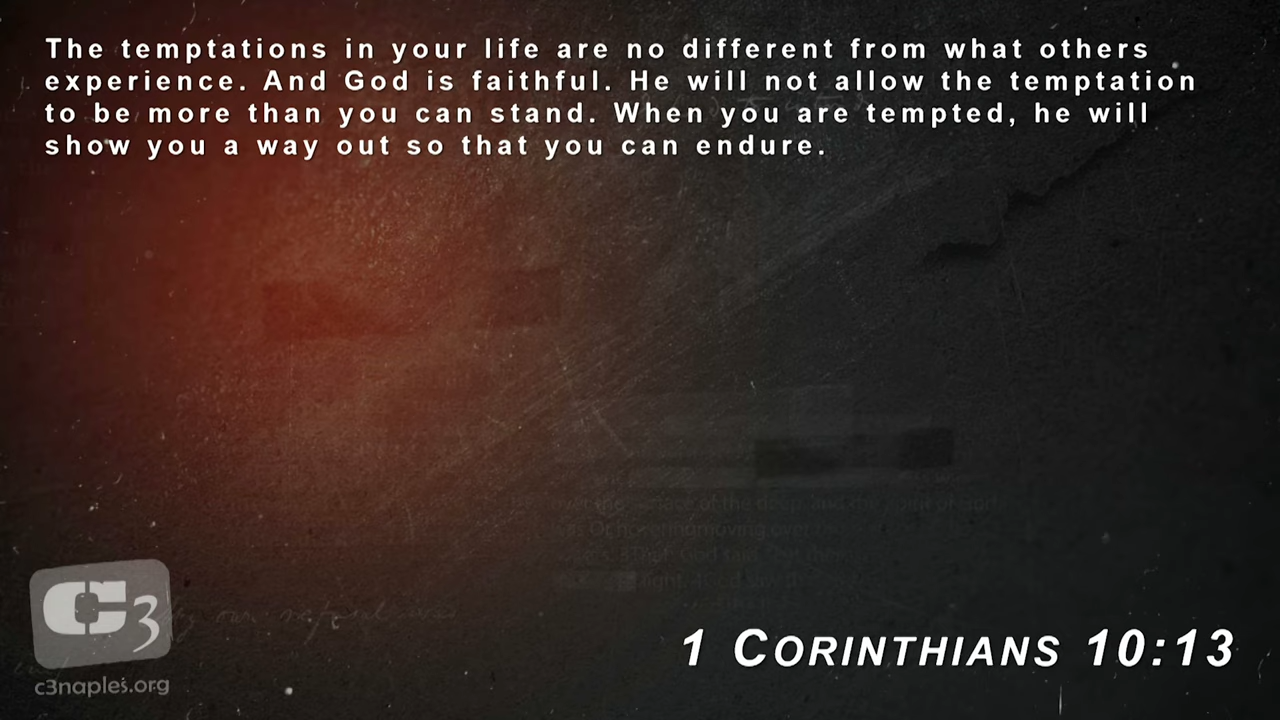 The temptations in your life are no different from what others
experience. And God is faithful. He will not allow the temptation
to be more than you can stand. When you are tempted, he will
show you a way out so that you can endure.
C3
c3naples.org
1 CORINTHIANS 10:13